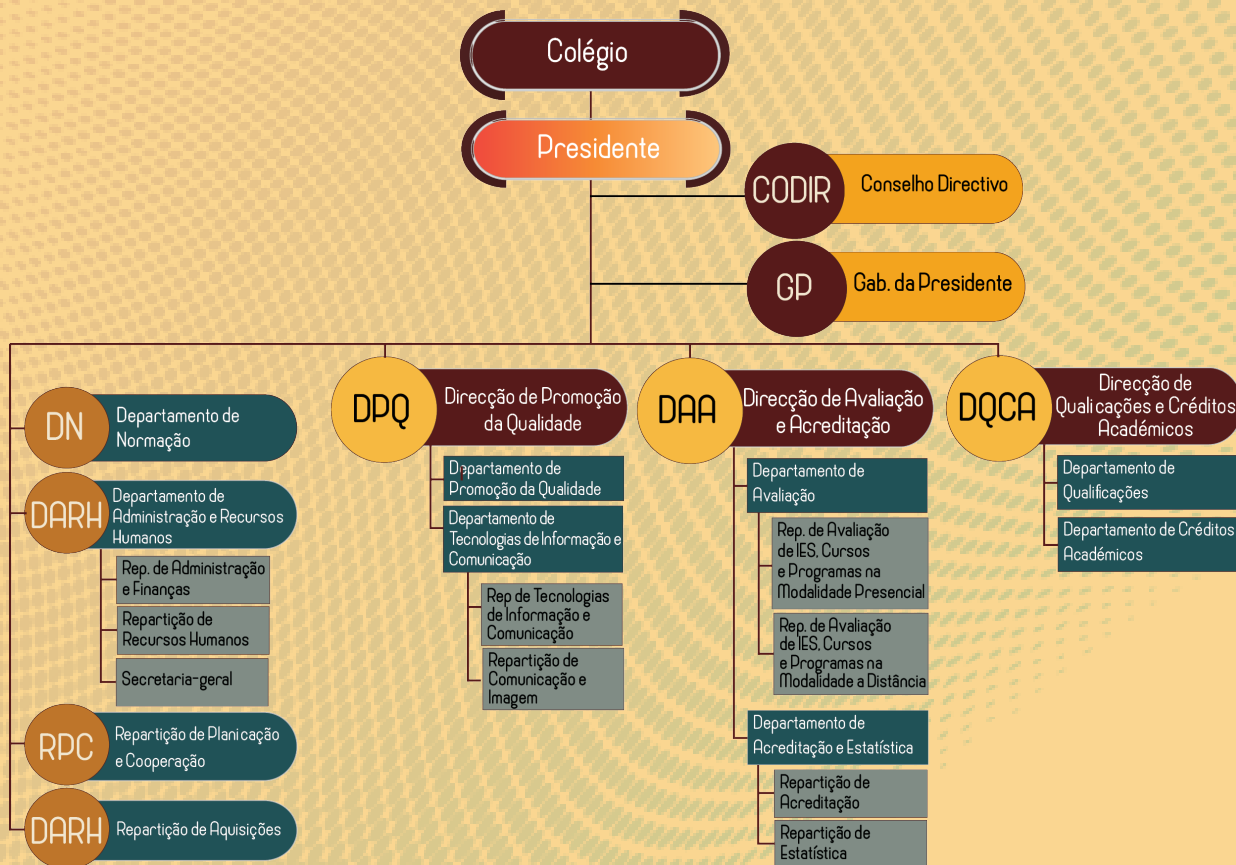 Colégio
Presidente
CODIR
Conselho Directivo
GP
Gab. da Presidente
DN
Departamento de
Normação
DARH
Departamento de
Administração e Recursos
Humanos
Rep. de Administração
e Finanças
Repartição de
Recursos Humanos
Secretaria-geral
RPC
Repartição de Planicação
e Cooperação
DARH
Repartição de Aquisições
DPQ
Direcção de Promoção
da Qualidade
Departamento de
Promoção da Qualidade
Departamento de
Tecnologias de Informação e
Comunicação
Rep de Tecnologias
de Informação e
Comunicação
Repartição de
Comunicação e
Imagem
DAA
Direcção de Avaliação
e Acreditação
Departamento de
Avaliação
Rep. de Avaliação
de IES, Cursos
e Programas na
Modalidade Presencial
Rep. de Avaliação
de IES, Cursos
e Programas na
Modalidade a Distância
Departamento de
Acreditação e Estatística
Repartição de
Acreditação
Repartição de
Estatística
DQCA
Direcção de
Qualicações e Créditos
Académicos
Departamento de
Qualificações
Departamento de Créditos
Académicos